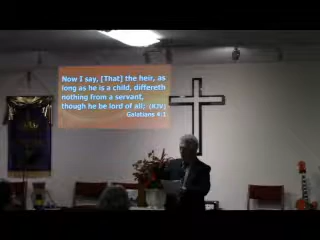 Now I say, [That] the heir, as
long as he is a child, differeth
nothing from a servant,
though he be lord of all; (KJV)
Galatians 4:1